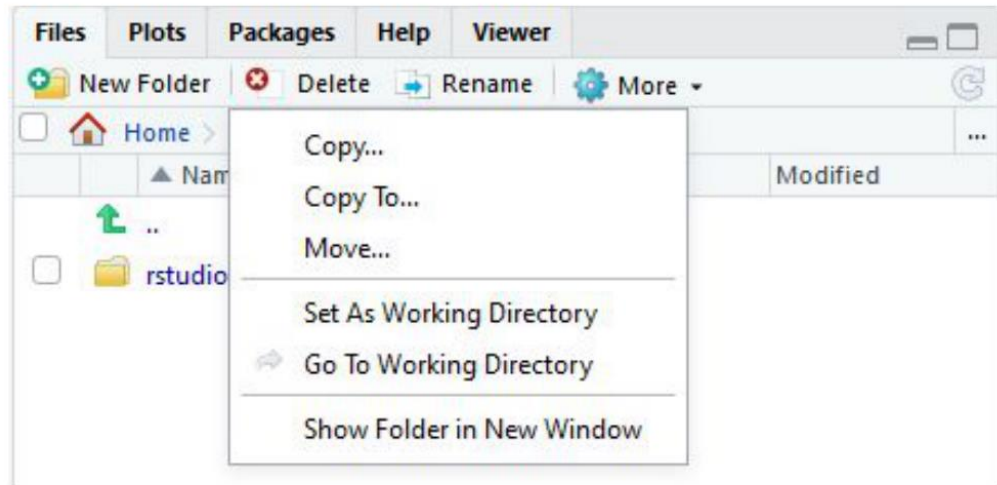 Files Plots Packages Help Viewer
New Folder Delete Rename More
Home ...
Nam Modified
..
rstudio
Copy...
Copy To...
Move...
Set As Working Directory
Go To Working Directory
Show Folder in New Window